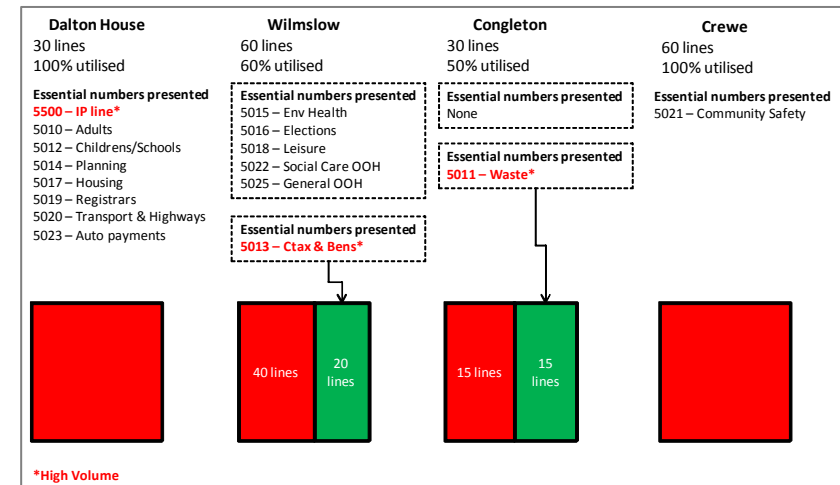 Dalton House
30 lines
100% utilised
Essential numbers presented
5500 – IP line*
5010 – Adults
5012 – Childrens/Schools
5014 – Planning
5017 – Housing
5019 – Registrars
5020 – Transport & Highways
5023 – Auto payments
Wilmslow
60 lines
60% utilised
Essential numbers presented
5015 – Env Health
5016 – Elections
5018 – Leisure
5022 – Social Care OOH
5025 – General OOH
Essential numbers presented
5013 – Ctax & Bens*
40 lines
20
lines
Congleton
30 lines
50% utilised
Essential numbers presented
None
Essential numbers presented
5011 – Waste*
15 lines
15
lines
Crewe
60 lines
100% utilised
Essential numbers presented
5021 – Community Safety
*High Volume